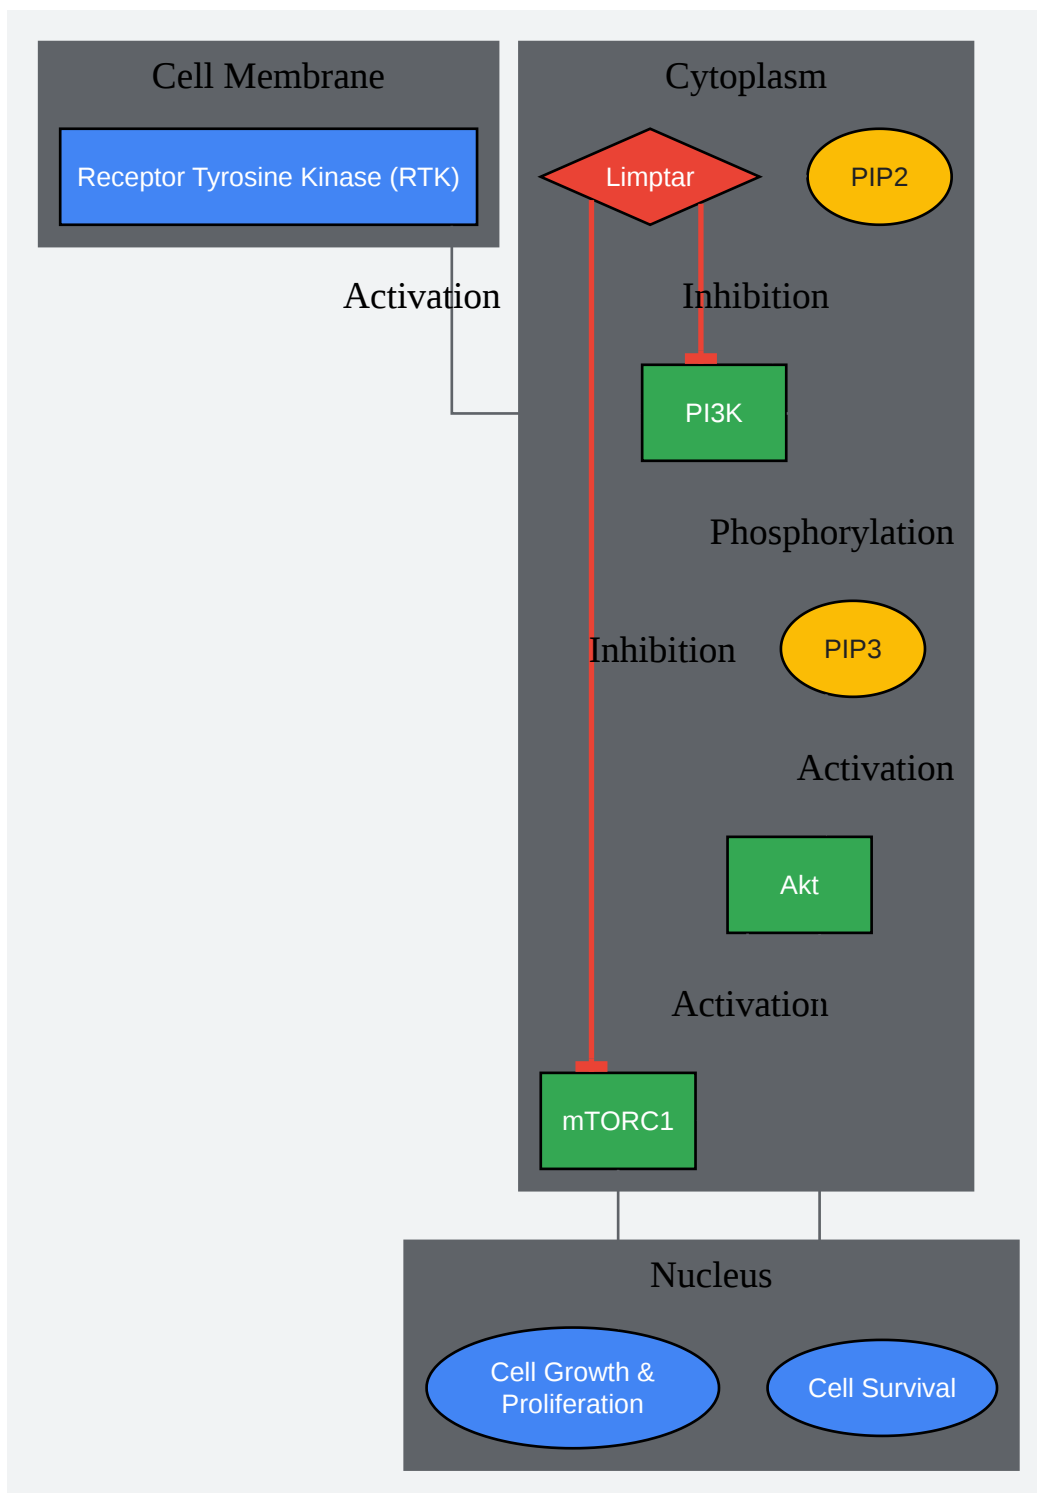 Cell Membrane
Receptor Tyrosine Kinase (RTK)
Cytoplasm
Limptar
PIP2
Activation
Inhibition
PI3K
Phosphorylation
Inhibition
PIP3
Activation
Akt
Activation
mTORC1
Nucleus
Cell Growth &
Proliferation
Cell Survival